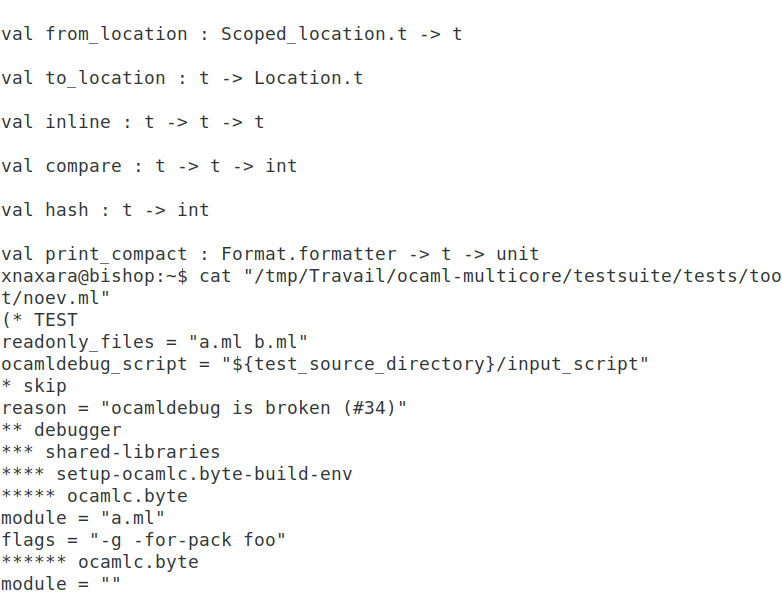 val from_location : Scoped_location.t -> t
val to_location : t -> Location.t
val inline : t -> t -> t
val compare : t -> t -> int
val hash : t -> int
val print_compact : Format.formatter -> t -> unit
xnaxara@bishop:~$ cat "/tmp/Travail/ocaml-multicore/testsuite/tests/too
t/noev.ml"
(* TEST
readonly_files = "a.ml b.ml"
ocamldebug_script = "${test_source_directory}/input_script"
* skip
reason = "ocamldebug is broken (#34)"
** debugger
*** shared-libraries
**** setup-ocamlc.byte-build-env
***** ocamlc.byte
module = "a.ml"
flags = "-g -for-pack foo"
****** ocamlc.byte
module = ""